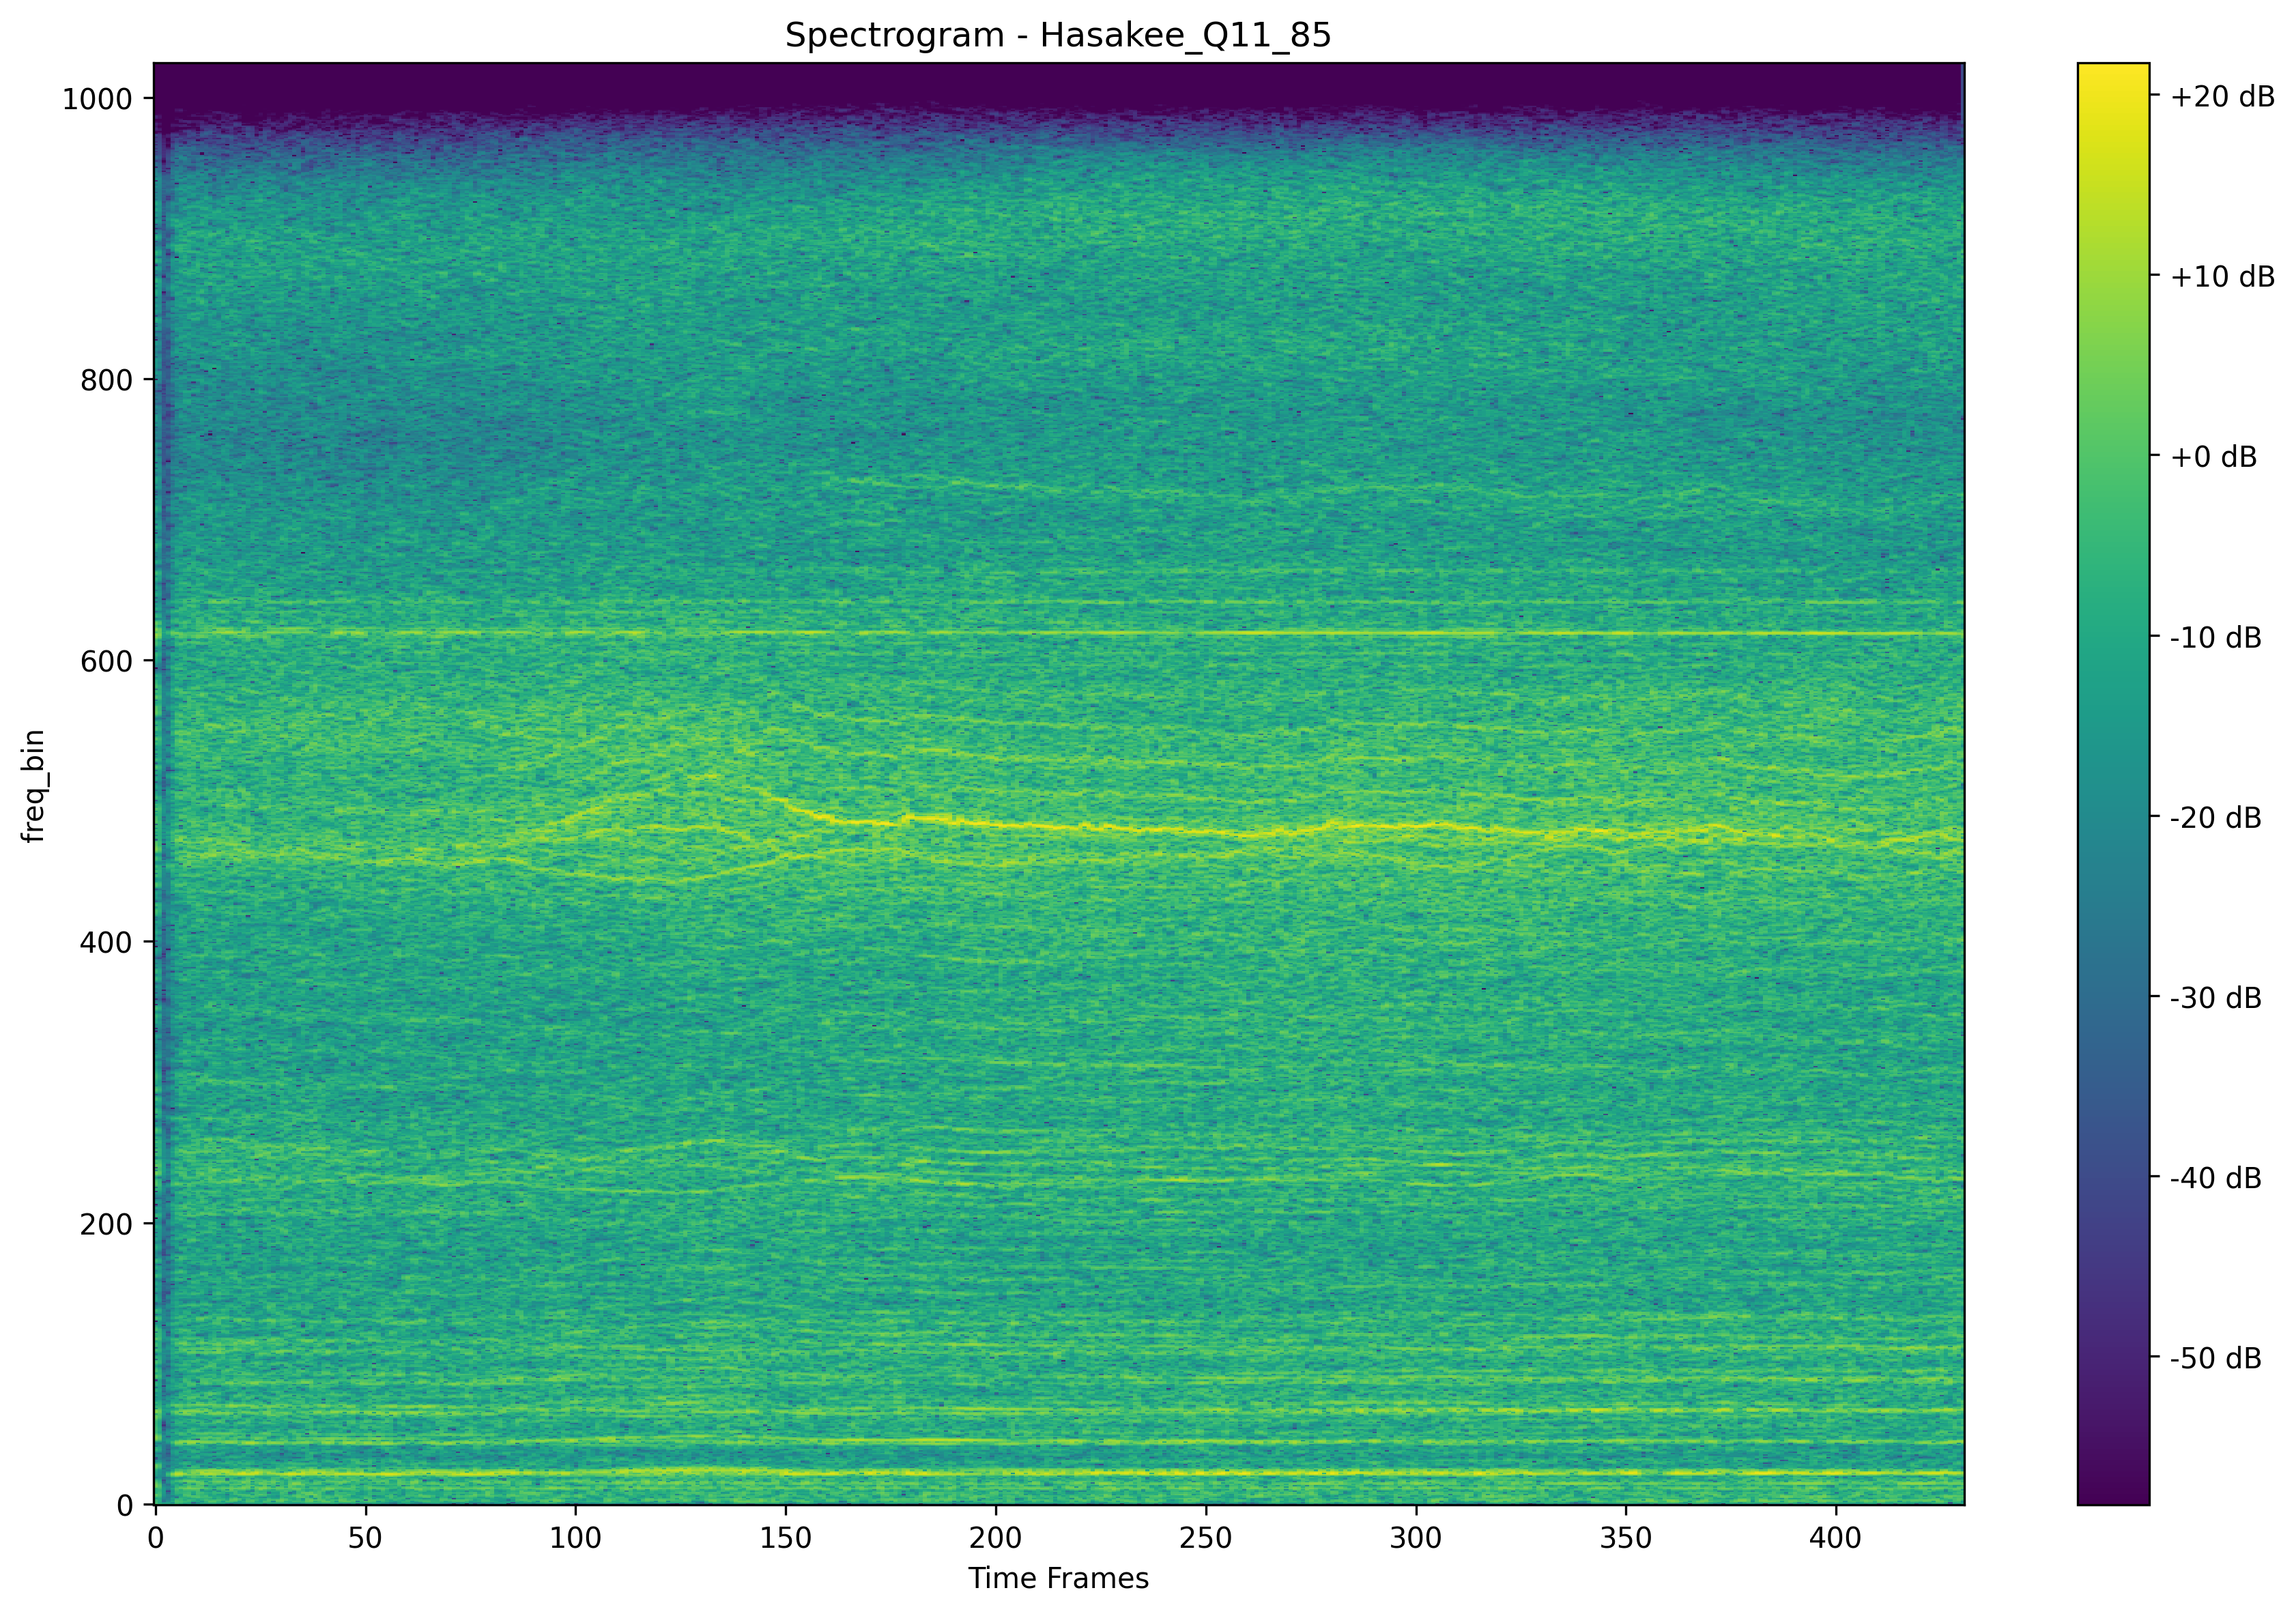 Spectrogram - Hasakee_Q11_85
1000
800
600
400
200
0
freq_bin
0 50 100 150 200 250 300 350 400
Time Frames
+20 dB
+10 dB
+0 dB
-10 dB
-20 dB
-30 dB
-40 dB
-50 dB